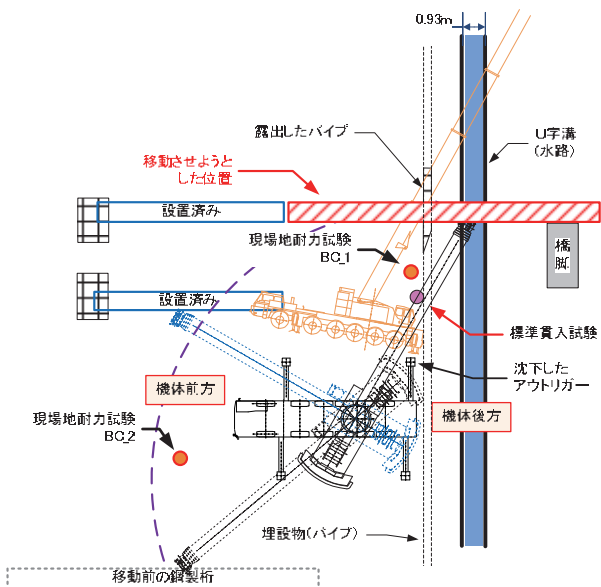 0.93m
露出したパイプ
U字溝
(水路)
移動させようと
した位置
設置済み
橋
脚
現場地耐力試験
BC_1
設置済み
標準貫入試験
沈下した
アウトリガー
機体前方
機体後方
現場地耐力試験
BC_2
埋設物(パイプ)
移動前の鋼製桁